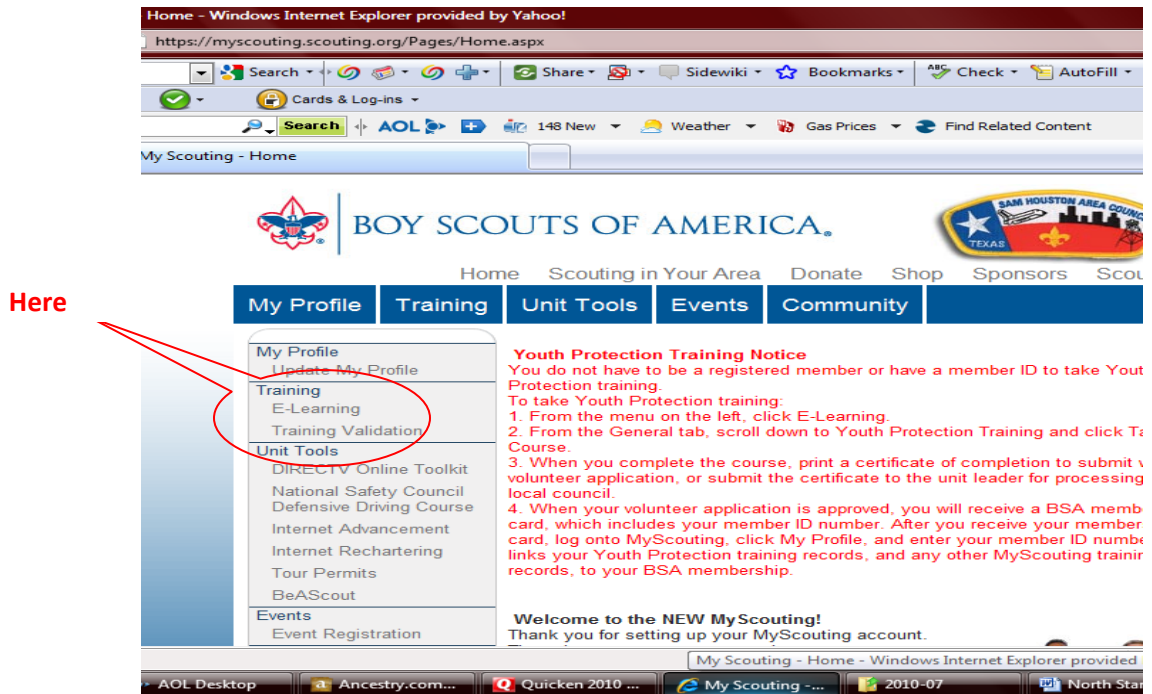 Home - Windows Internet Explorer provided by Yahoo!
https://myscouting.scouting.org/Pages/Home.aspx
Search Share Sidewiki Bookmarks ABC Check AutoFill
Cards & Log-ins
Search AOL 148 New Weather Gas Prices Find Related Content
My Scouting - Home
BOY SCOUTS OF AMERICA®
SAM HOUSTON AREA
TEXAS
Home Scouting in Your Area Donate Shop Sponsors
Here
My Profile Training Unit Tools Events Community
My Profile
Update My Profile
Training
E-Learning
Training Validation
Unit Tools
DIRECTV Online Toolkit
National Safety Council
Defensive Driving Course
Internet Advancement
Internet Rechartering
Tour Permits
BeAScout
Events
Event Registration
Youth Protection Training Notice
You do not have to be a registered member or have a member ID to take
Protection training.
To take Youth Protection training:
1. From the menu on the left, click E-Learning.
2. From the General tab, scroll down to Youth Protection Training and click
Course.
3. When you complete the course, print a certificate of completion to submit
volunteer application, or submit the certificate to the unit leader for processing
local council.
4. When your volunteer application is approved, you will receive a BSA
card, which includes your member ID number. After you receive your member
card, log onto MyScouting, click My Profile, and enter your member ID
links your Youth Protection training records, and any other MyScouting
records, to your BSA membership.
Welcome to the NEW MyScouting!
Thank you for setting up your MyScouting account.
My Scouting - Home - Windows Internet Explorer provided
AOL Desktop Ancestry.com... Quicken 2010 ... My Scouting -... 2010-07 North Star